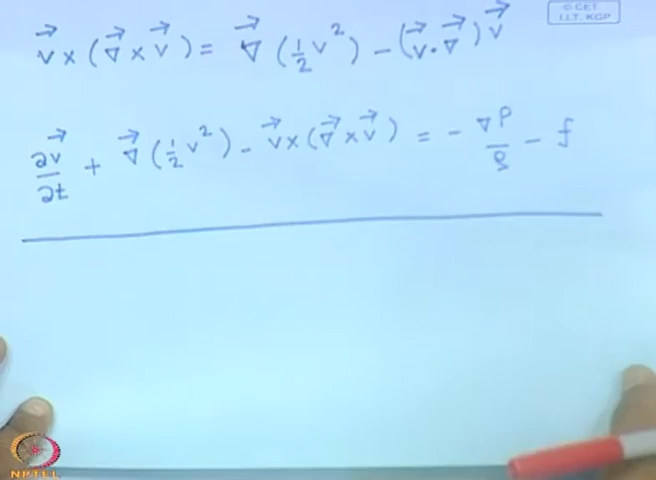 © CET
I.I.T. KGP
v⃗ × (∇⃗ × v⃗) = ∇⃗ (½ v²) − (v⃗ · ∇⃗) v⃗
∂v⃗/∂t + ∇⃗ (½ v²) − v⃗ × (∇⃗ × v⃗) = − ∇P/ρ − f
NPTEL